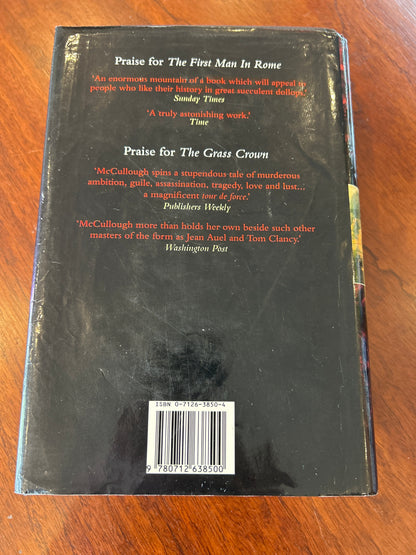 Praise for The First Man In Rome
'An enormous mountain of a book which will appeal to
people who like their history in great succulent dollops.'
Sunday Times
'A truly astonishing work.'
Time
Praise for The Grass Crown
'McCullough spins a stupendous tale of murderous
ambition, guile, assassination, tragedy, love and lust...
a magnificent tour de force.'
Publishers Weekly
'McCullough more than holds her own beside such other
masters of the form as Jean Auel and Tom Clancy.'
Washington Post
ISBN 0-7126-3850-4
9 780712 638500